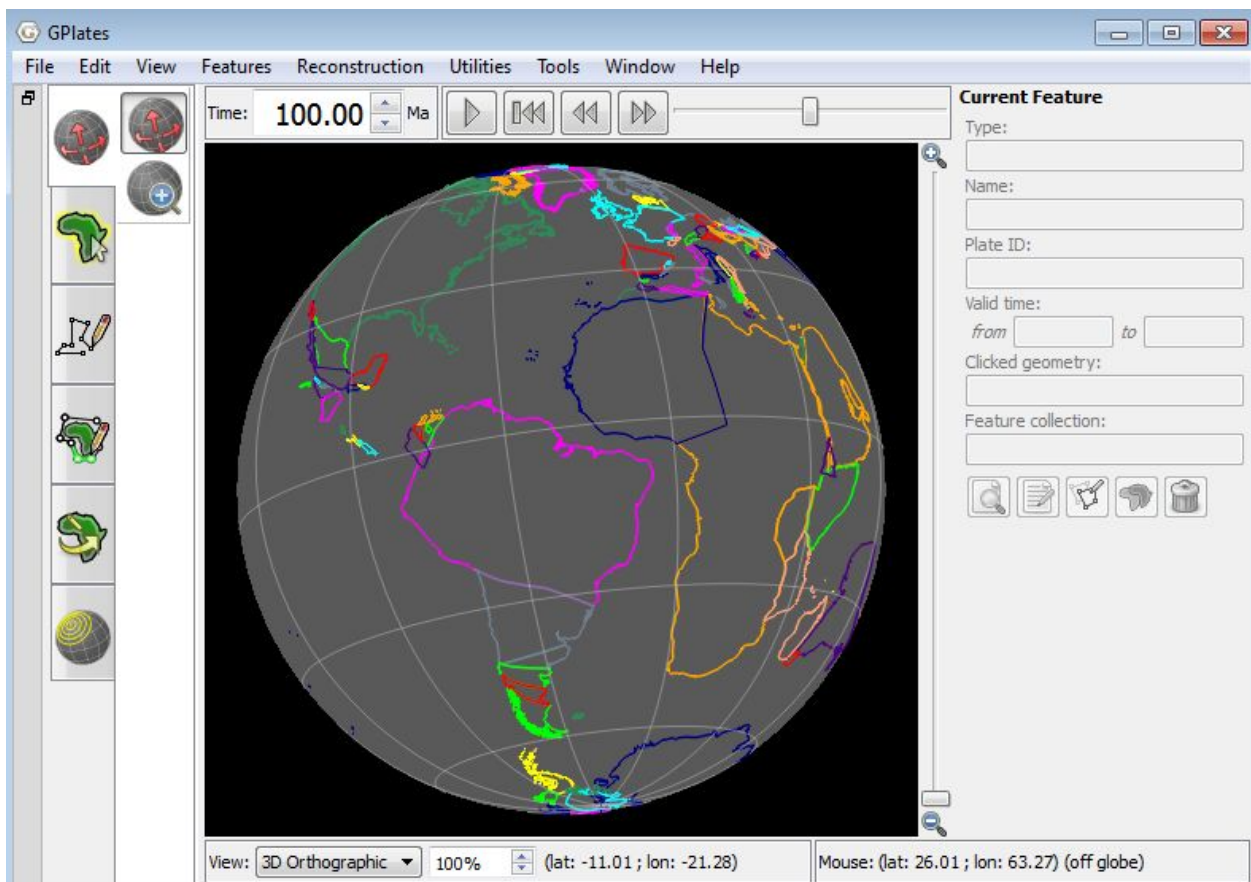 GPlates
File Edit View Features Reconstruction Utilities Tools Window Help
Time: 100.00 Ma
Current Feature
Type:
Name:
Plate ID:
Valid time:
from to
Clicked geometry:
Feature collection:
View: 3D Orthographic 100% (lat: -11.01 ; lon: -21.28) Mouse: (lat: 26.01 ; lon: 63.27) (off globe)